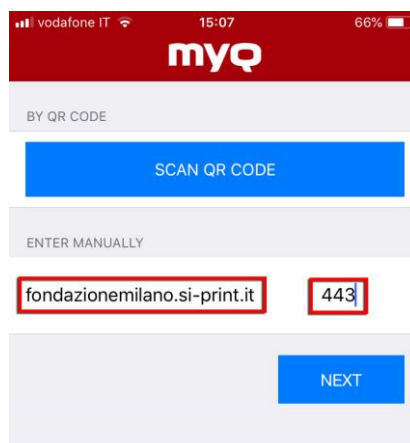 vodafone IT 15:07 66%
myQ
BY QR CODE
SCAN QR CODE
ENTER MANUALLY
fondazionemilano.si-print.it 443
NEXT